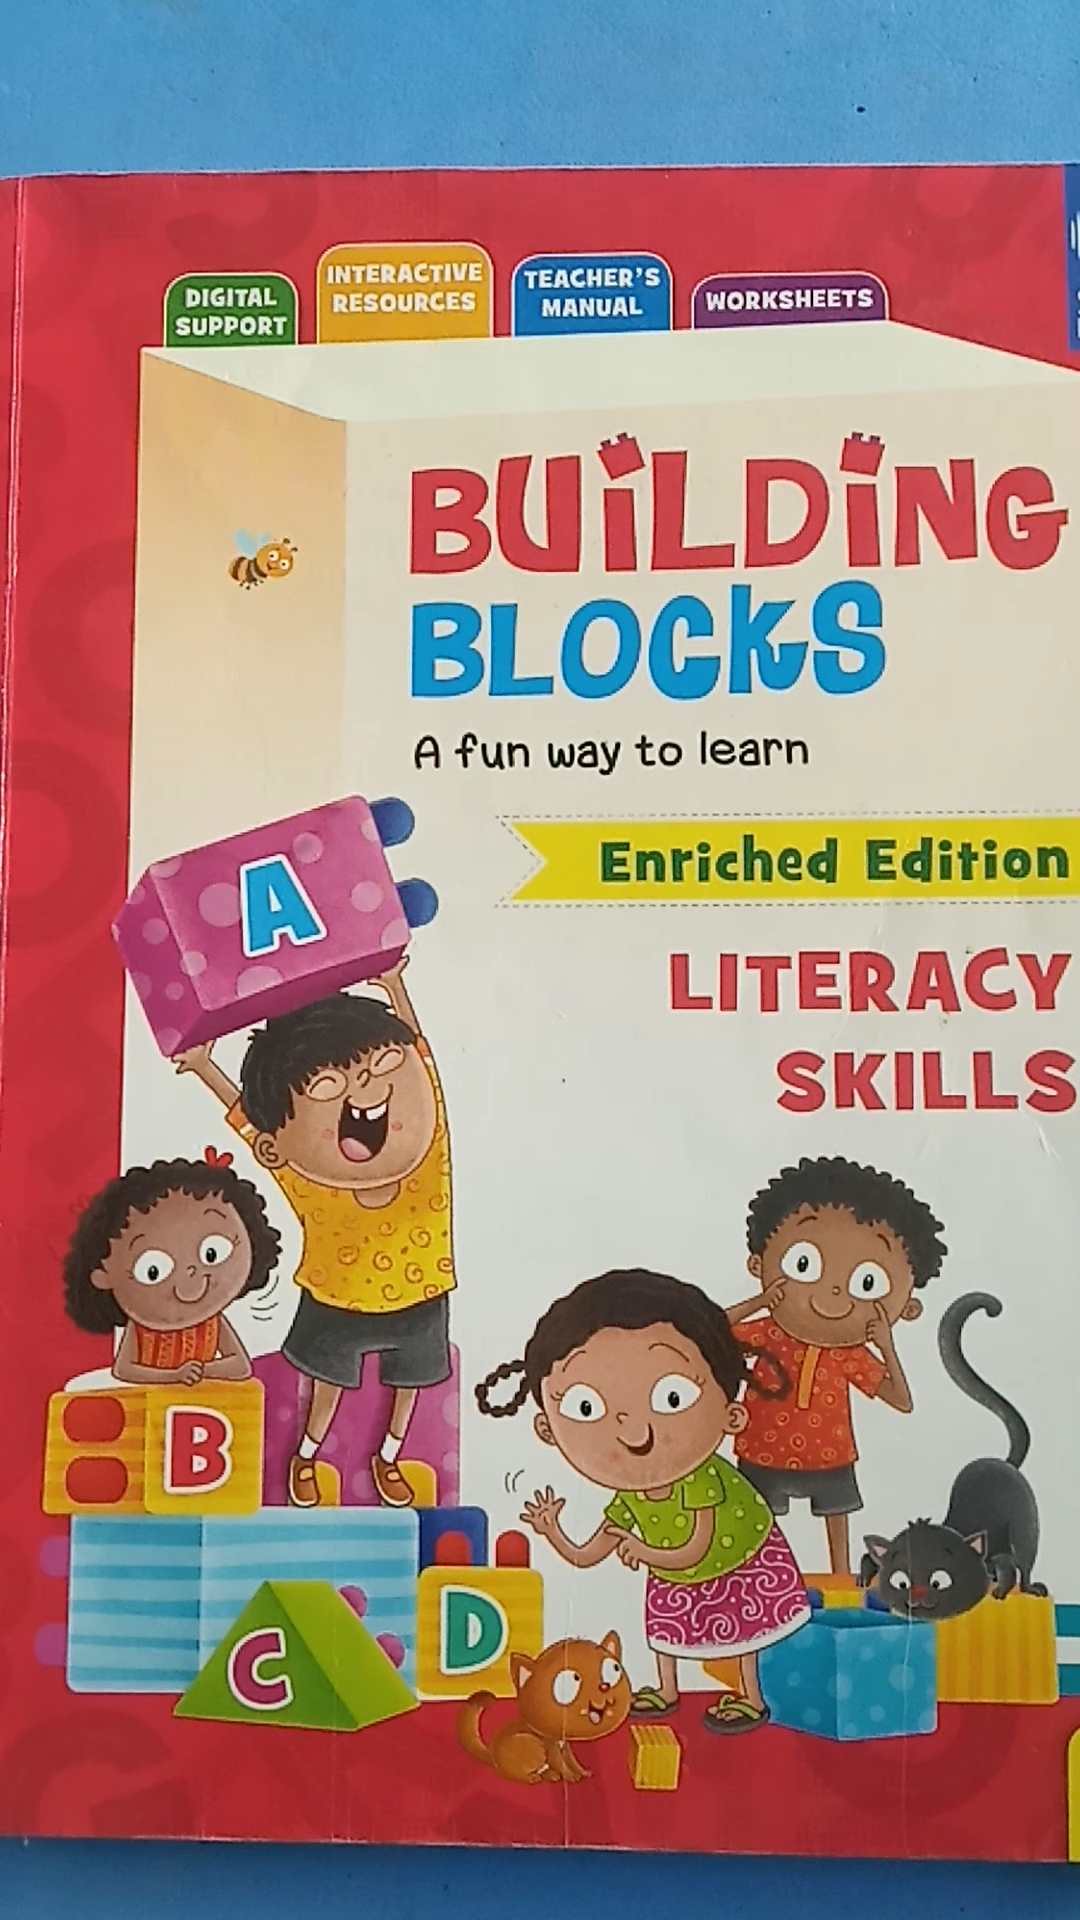 DIGITAL
SUPPORT
INTERACTIVE
RESOURCES
TEACHER'S
MANUAL
WORKSHEETS
BUiLDiNG
BLOCKS
A fun way to learn
Enriched Edition
LITERACY
SKILLS
A
B
C
D